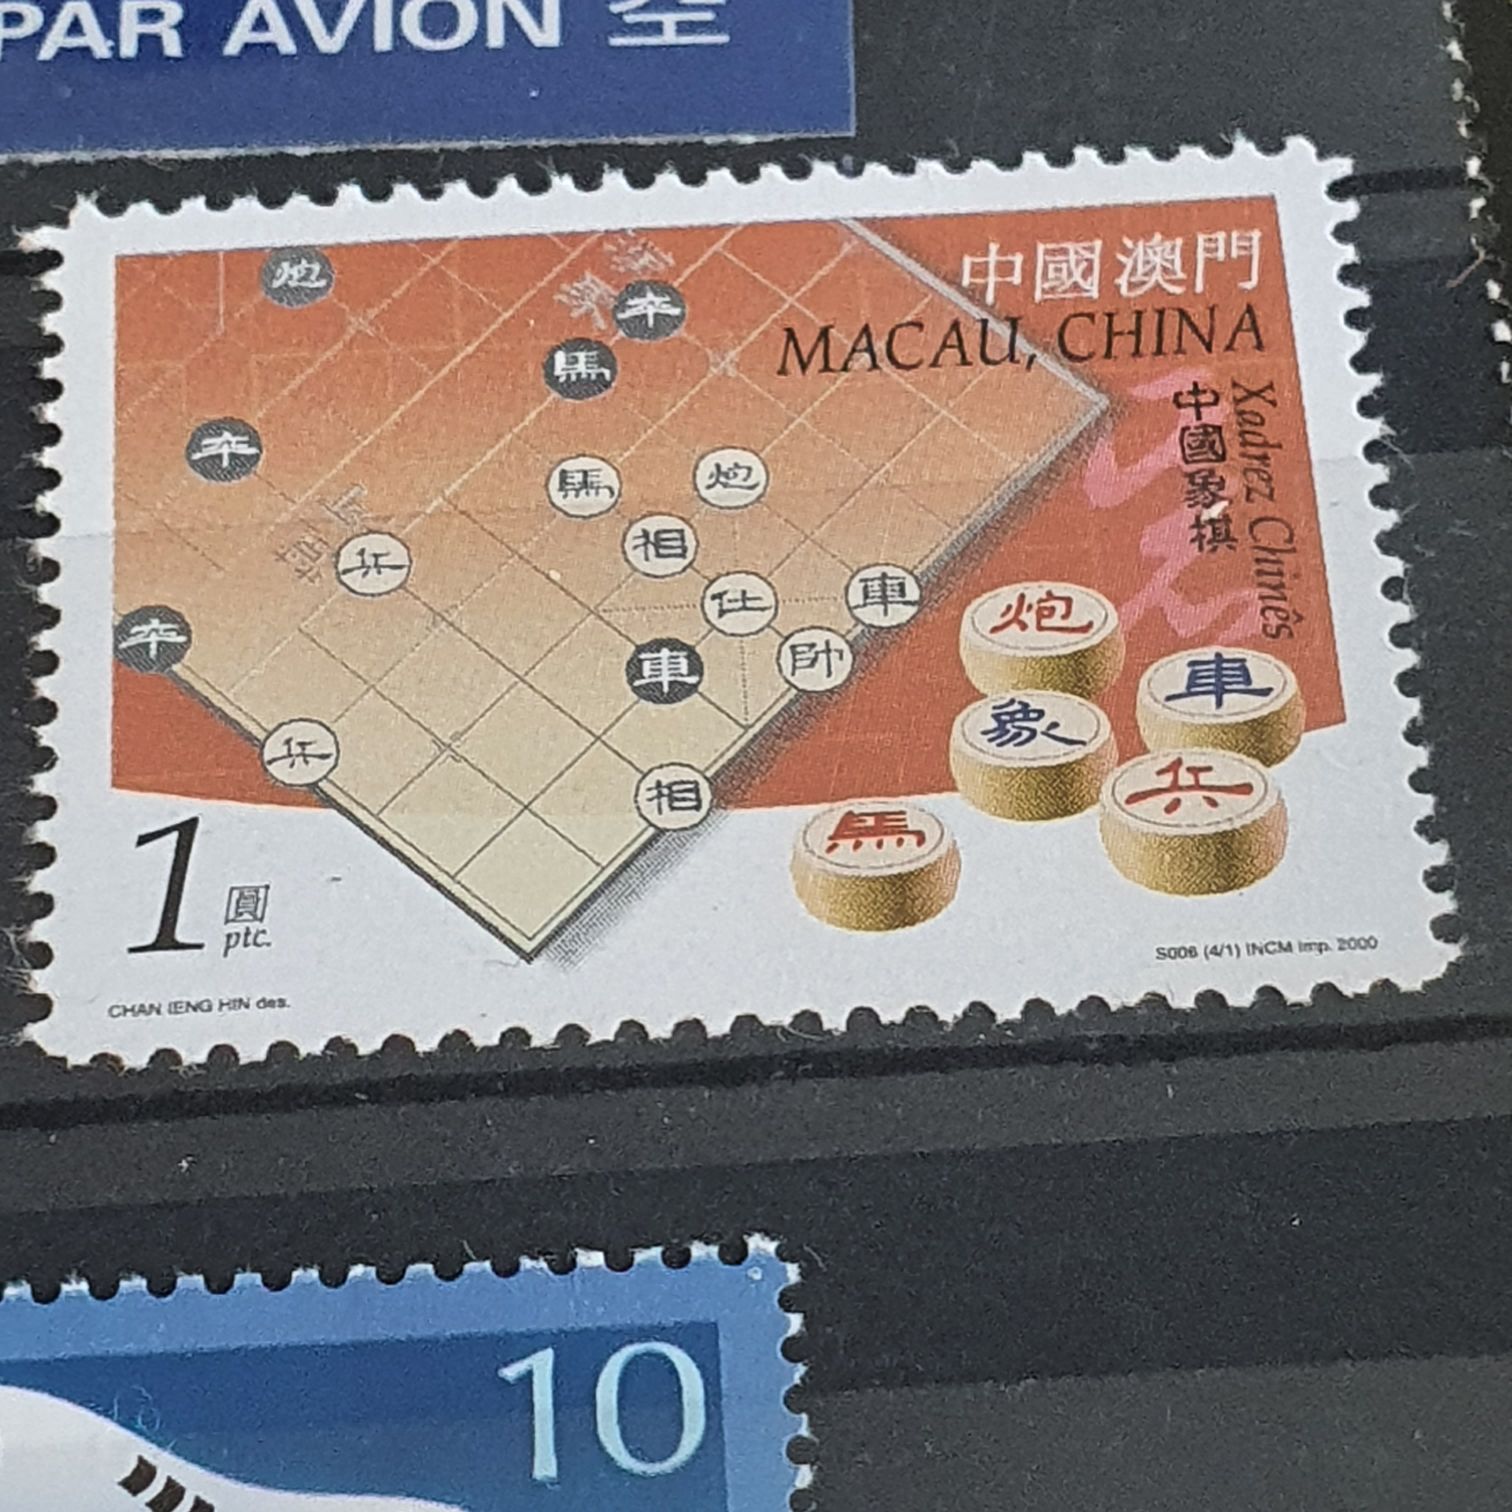 PAR AVION 空
中國澳門
MACAU, CHINA
中國象棋
Xadrez Chinês
炮
卒
馬
卒
馬
炮
相
兵
仕
車
卒
車
帥
兵
相
炮
車
象
兵
馬
1
圓
ptc.
CHAN IENG HIN des.
S006 (4/1) INCM Imp. 2000
10